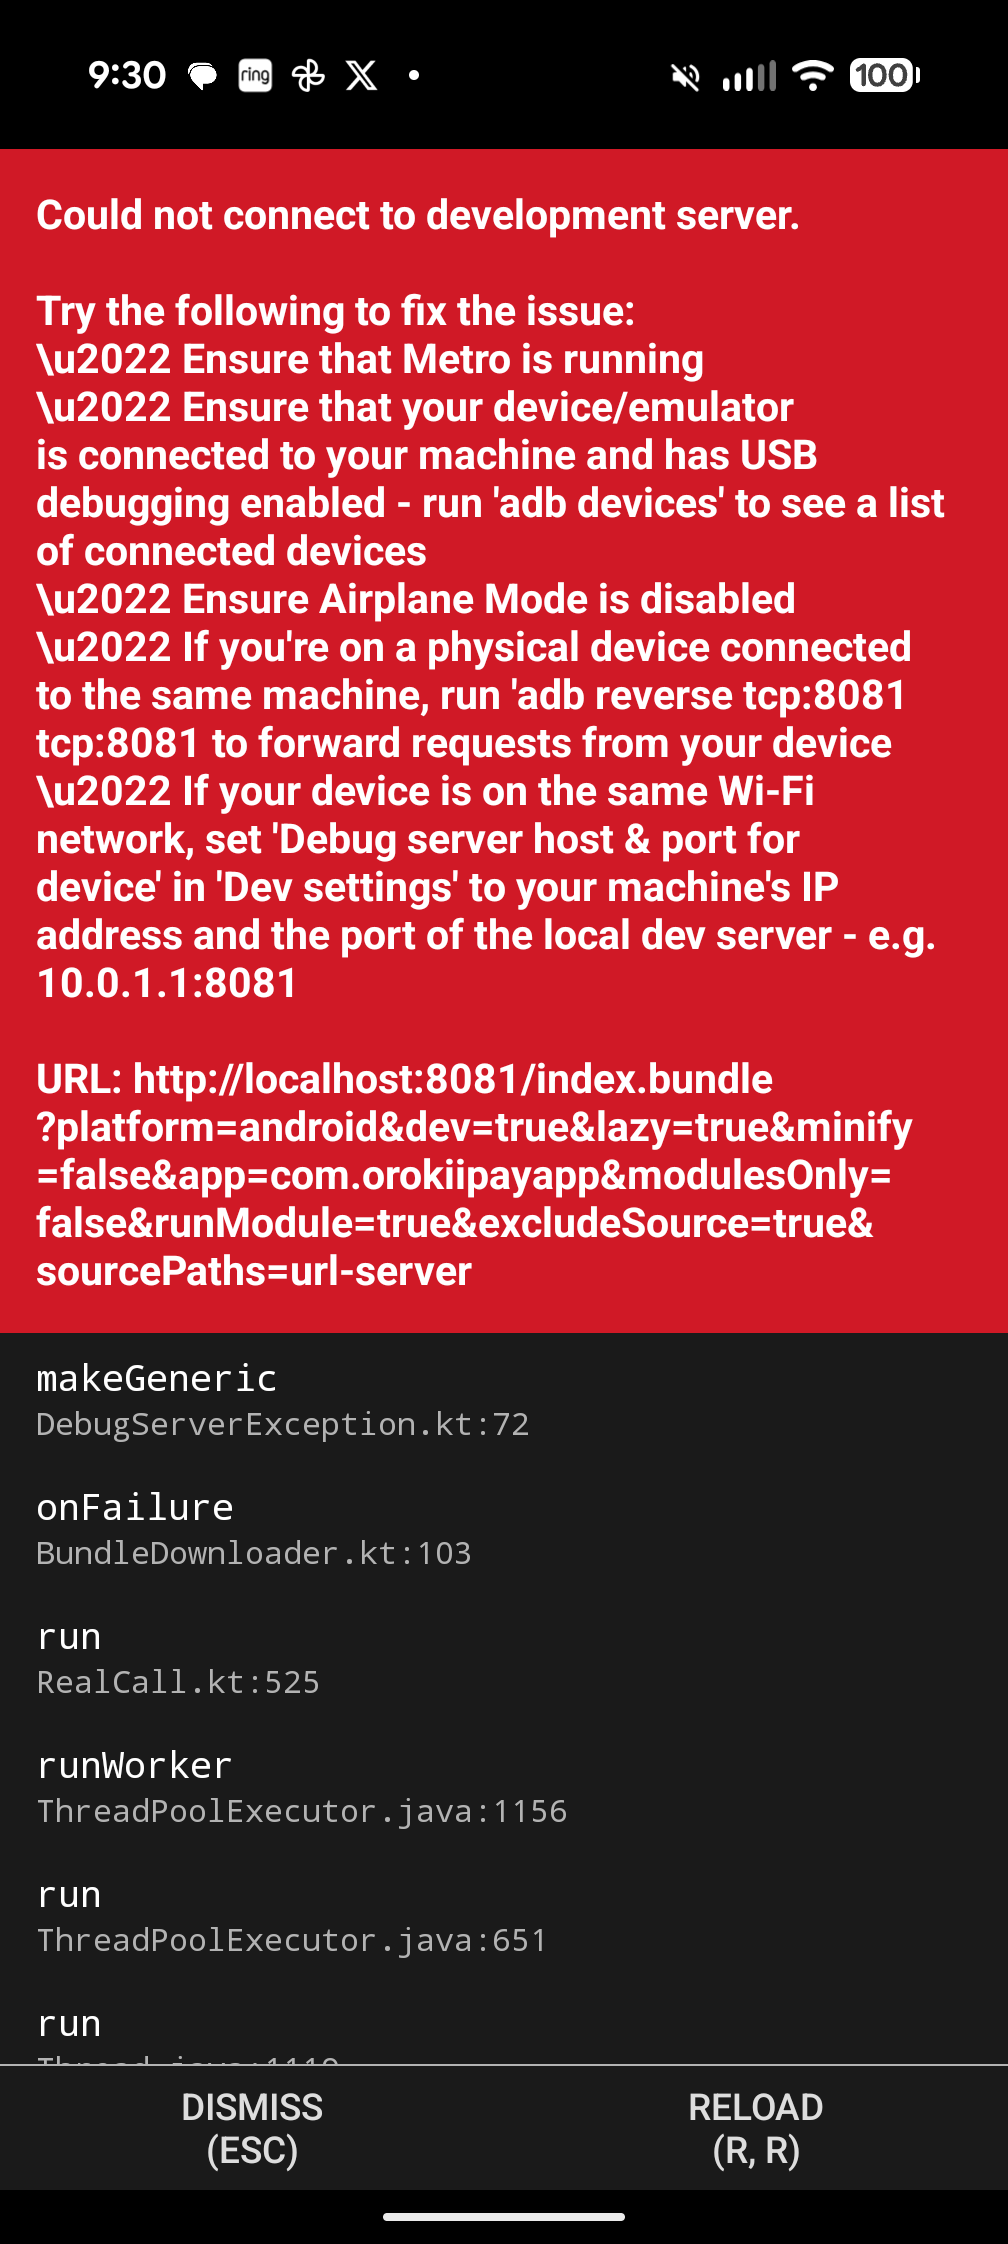 9:30 ring 100
Could not connect to development server.
Try the following to fix the issue:
\u2022 Ensure that Metro is running
\u2022 Ensure that your device/emulator
is connected to your machine and has USB
debugging enabled - run 'adb devices' to see a list
of connected devices
\u2022 Ensure Airplane Mode is disabled
\u2022 If you're on a physical device connected
to the same machine, run 'adb reverse tcp:8081
tcp:8081 to forward requests from your device
\u2022 If your device is on the same Wi-Fi
network, set 'Debug server host & port for
device' in 'Dev settings' to your machine's IP
address and the port of the local dev server - e.g.
10.0.1.1:8081
URL: http://localhost:8081/index.bundle
?platform=android&dev=true&lazy=true&minify
=false&app=com.orokiipayapp&modulesOnly=
false&runModule=true&excludeSource=true&
sourcePaths=url-server
makeGeneric
DebugServerException.kt:72
onFailure
BundleDownloader.kt:103
run
RealCall.kt:525
runWorker
ThreadPoolExecutor.java:1156
run
ThreadPoolExecutor.java:651
run
DISMISS
(ESC)
RELOAD
(R, R)